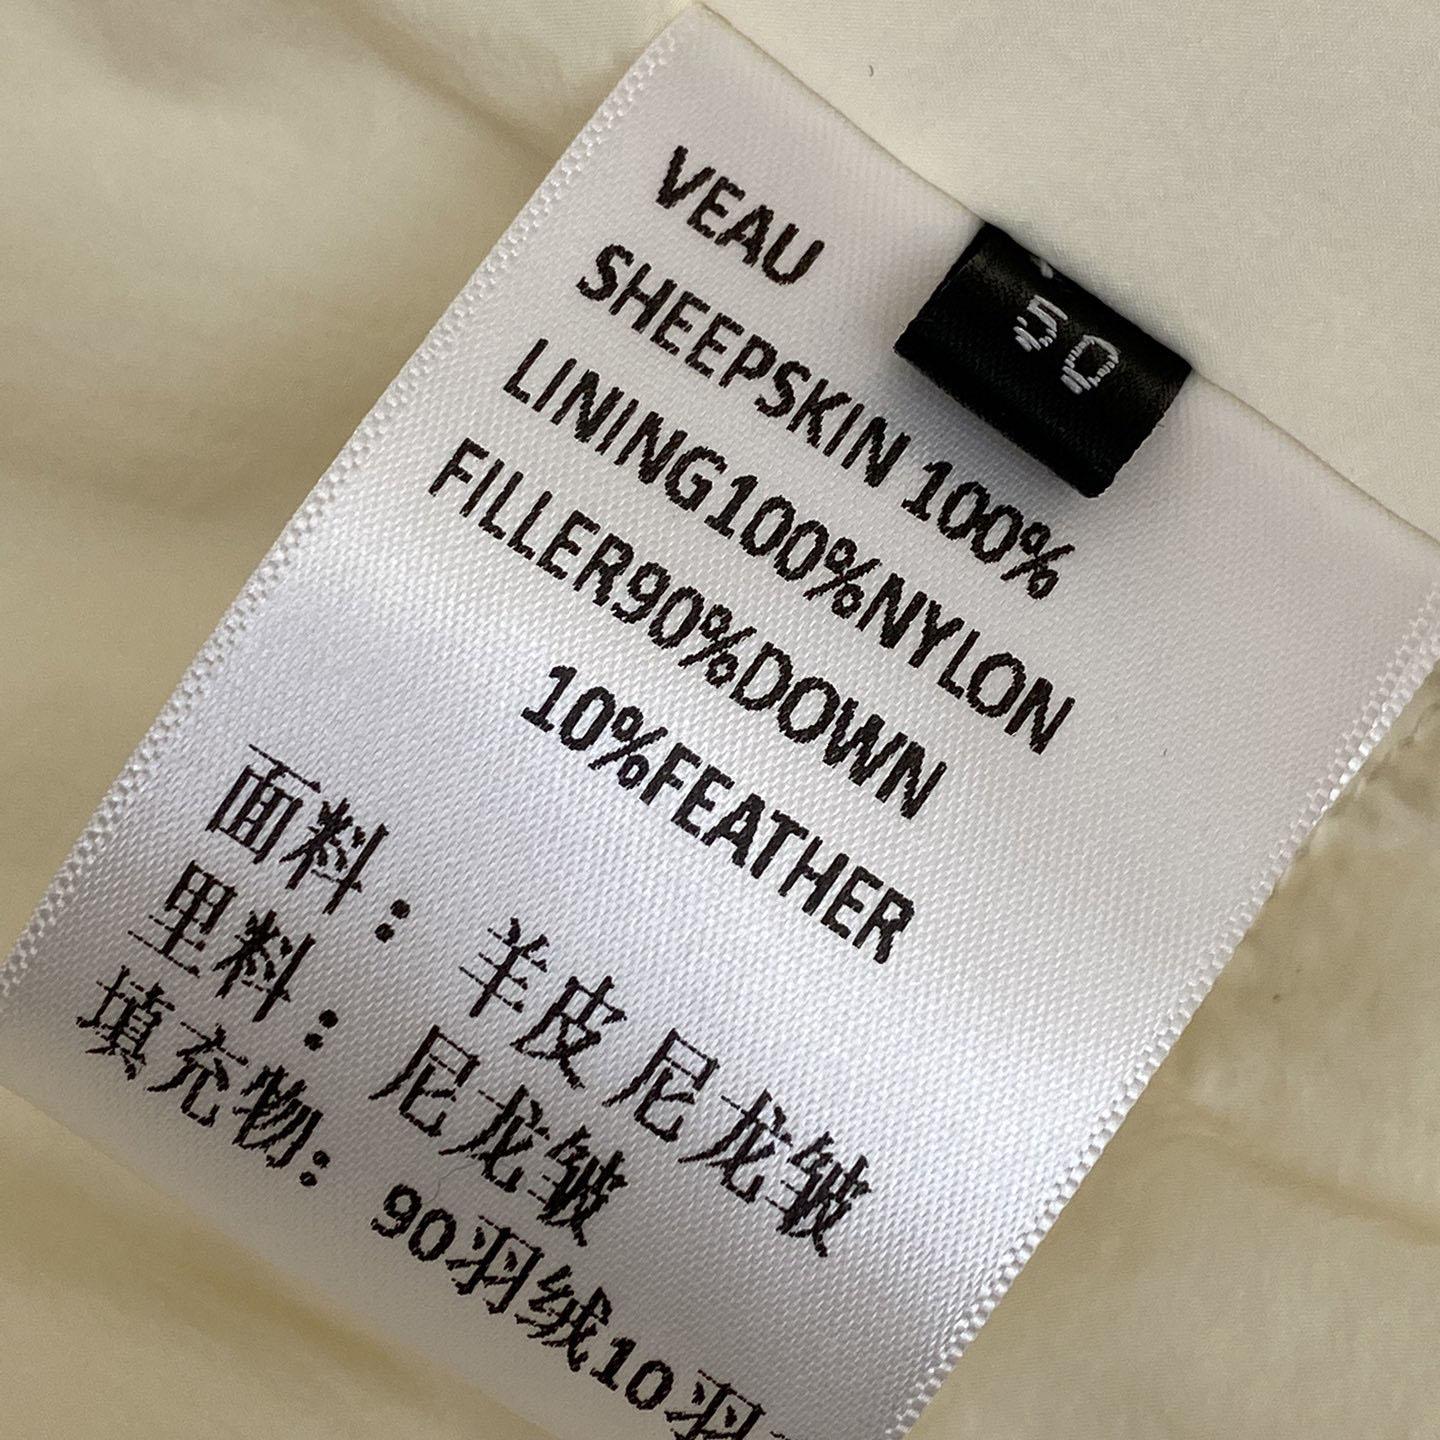 VEAU
SHEEPSKIN 100%
LINING100%NYLON
FILLER90%DOWN
10%FEATHER
面料：羊皮 尼龙皱
里料：尼龙皱
填充物：90羽绒10羽
50